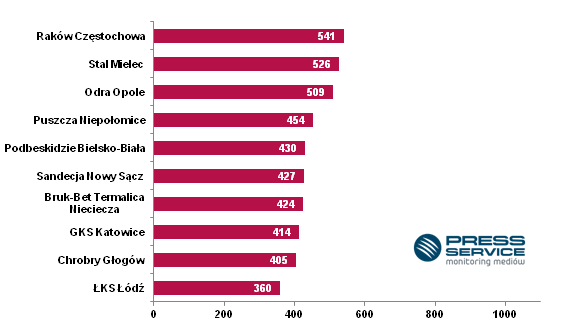 Raków Częstochowa 541
Stal Mielec 526
Odra Opole 509
Puszcza Niepołomice 454
Podbeskidzie Bielsko-Biała 430
Sandecja Nowy Sącz 427
Bruk-Bet Termalica
Nieciecza 424
GKS Katowice 414
Chrobry Głogów 405
ŁKS Łódź 360
0 200 400 600 800 1000
PRESS
SERVICE
monitoring mediów